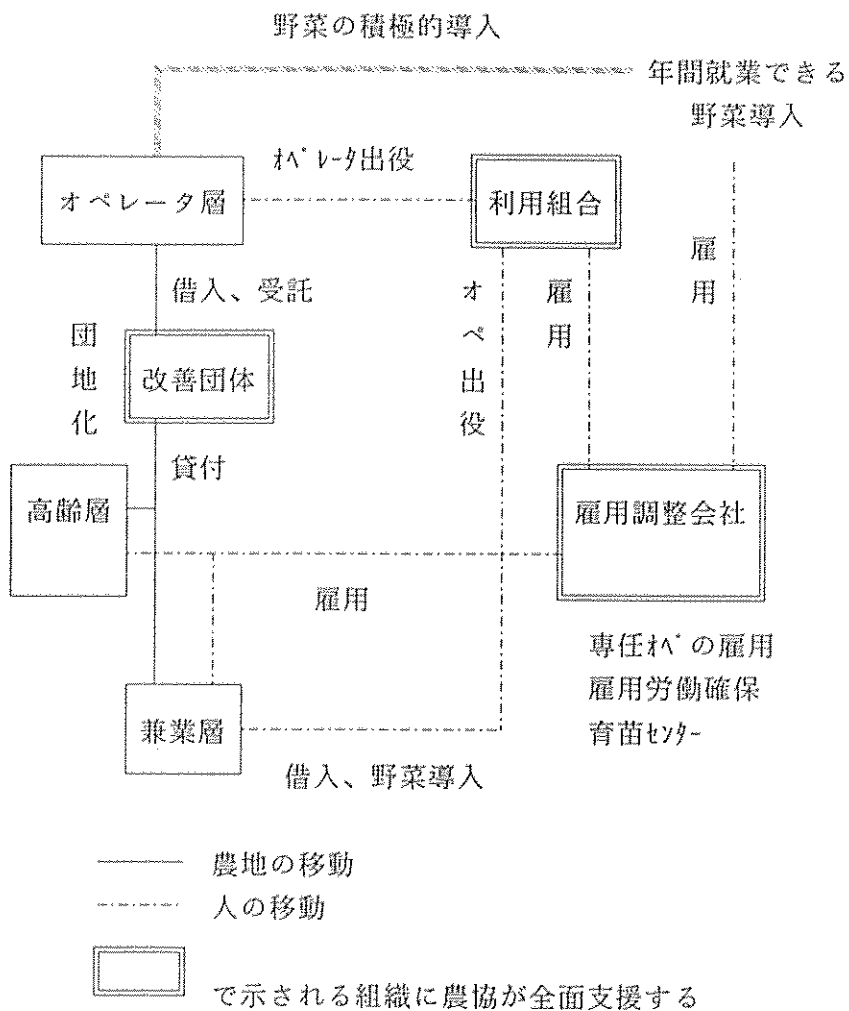 野菜の積極的導入
年間就業できる
野菜導入
ｵﾍﾟﾚｰﾀ出役
オペレータ層
利用組合
雇用
借入、受託
オペ出役
雇用
団地化
改善団体
貸付
高齢層
雇用調整会社
雇用
専任ｵﾍﾟの雇用
雇用労働確保
育苗ｾﾝﾀｰ
兼業層
借入、野菜導入
農地の移動
人の移動
で示される組織に農協が全面支援する